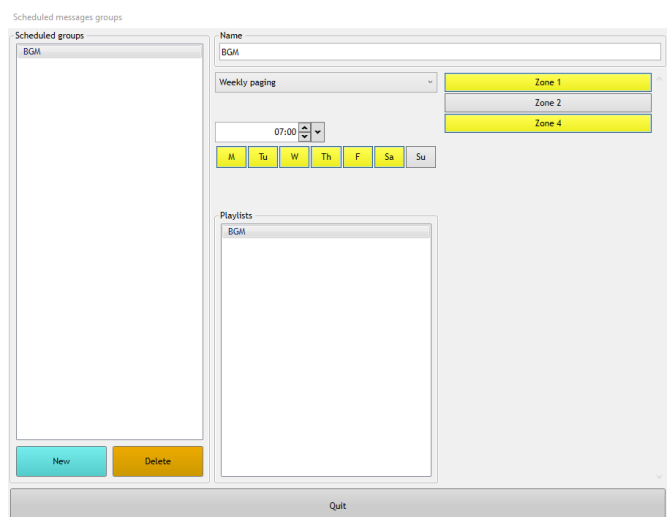 Scheduled messages groups
Scheduled groups
BGM
New
Delete
Name
BGM
Weekly paging
07:00
M Tu W Th F Sa Su
Zone 1
Zone 2
Zone 4
Playlists
BGM
Quit